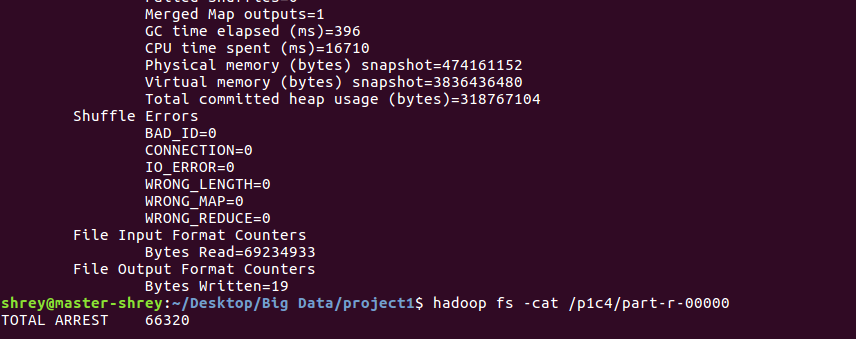 Failed Shuffles=0
Merged Map outputs=1
GC time elapsed (ms)=396
CPU time spent (ms)=16710
Physical memory (bytes) snapshot=474161152
Virtual memory (bytes) snapshot=3836436480
Total committed heap usage (bytes)=318767104
Shuffle Errors
BAD_ID=0
CONNECTION=0
IO_ERROR=0
WRONG_LENGTH=0
WRONG_MAP=0
WRONG_REDUCE=0
File Input Format Counters
Bytes Read=69234933
File Output Format Counters
Bytes Written=19
shrey@master-shrey:~/Desktop/Big Data/project1$ hadoop fs -cat /p1c4/part-r-00000
TOTAL ARREST    66320